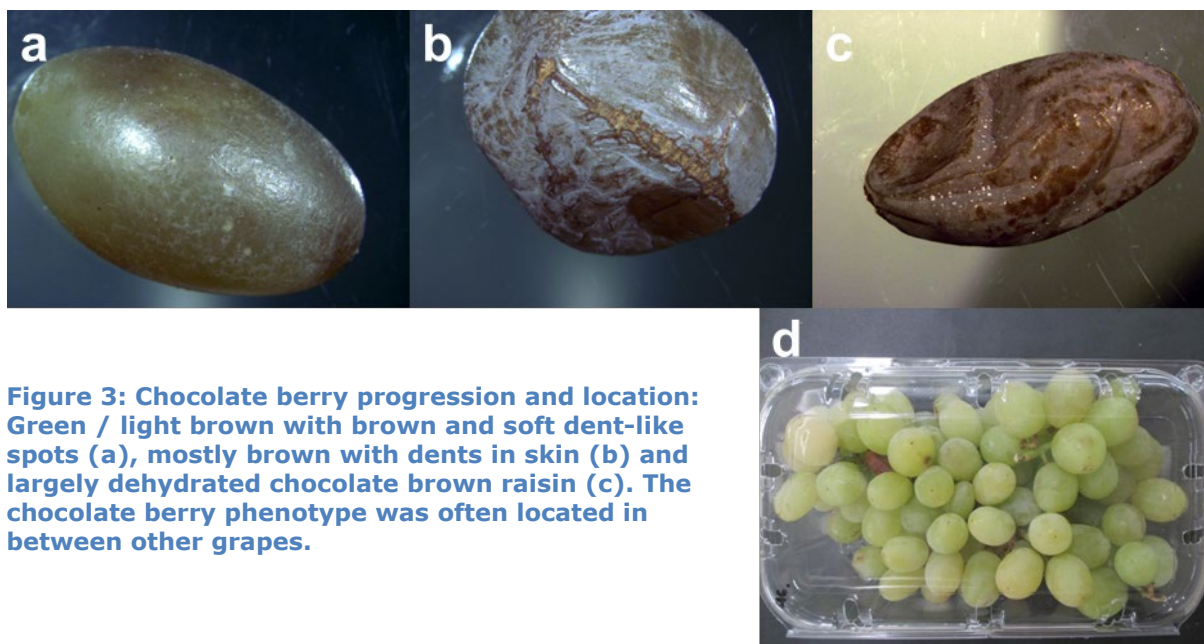 a
b
c
d
Figure 3: Chocolate berry progression and location:
Green / light brown with brown and soft dent-like
spots (a), mostly brown with dents in skin (b) and
largely dehydrated chocolate brown raisin (c). The
chocolate berry phenotype was often located in
between other grapes.